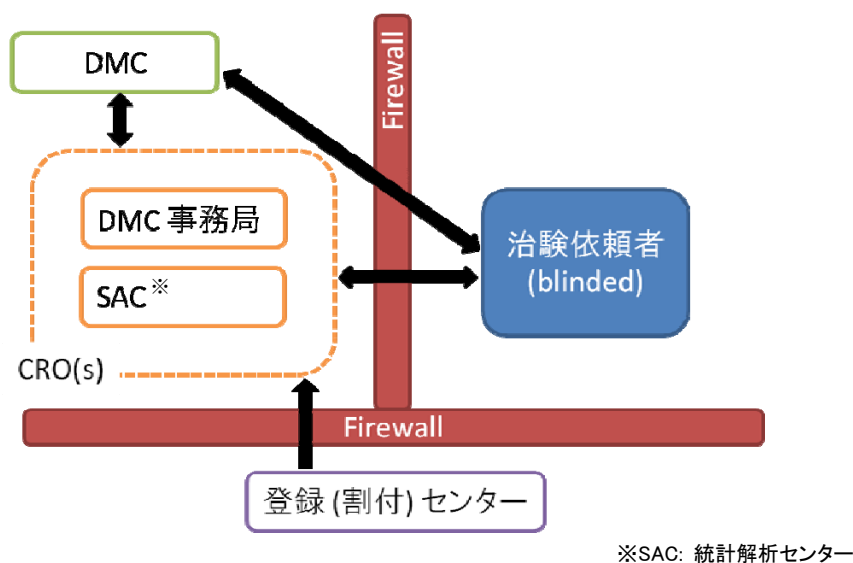 DMC
Firewall
DMC 事務局
SAC※
治験依頼者
(blinded)
CRO(s)
Firewall
登録 (割付) センター
※SAC: 統計解析センター